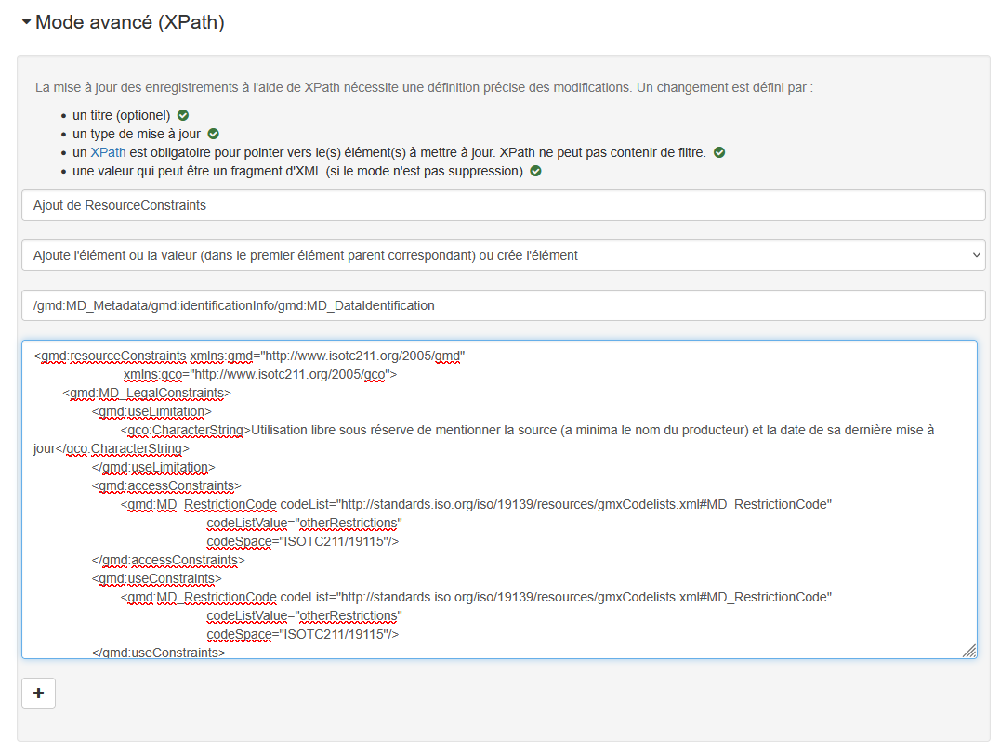 Mode avancé (XPath)
La mise à jour des enregistrements à l'aide de XPath nécessite une définition précise des modifications. Un changement est défini par :
• un titre (optionel)
• un type de mise à jour
• un XPath est obligatoire pour pointer vers le(s) élément(s) à mettre à jour. XPath ne peut pas contenir de filtre.
• une valeur qui peut être un fragment d'XML (si le mode n'est pas suppression)
Ajout de ResourceConstraints
Ajoute l'élément ou la valeur (dans le premier élément parent correspondant) ou crée l'élément
/gmd:MD_Metadata/gmd:identificationInfo/gmd:MD_DataIdentification
<gmd:resourceConstraints xmlns:gmd="http://www.isotc211.org/2005/gmd"
xmlns:gco="http://www.isotc211.org/2005/gco">
<gmd:MD_LegalConstraints>
<gmd:useLimitation>
<gco:CharacterString>Utilisation libre sous réserve de mentionner la source (a minima le nom du producteur) et la date de sa dernière mise à
jour</gco:CharacterString>
</gmd:useLimitation>
<gmd:accessConstraints>
<gmd:MD_RestrictionCode codeList="http://standards.iso.org/iso/19139/resources/gmxCodelists.xml#MD_RestrictionCode"
codeListValue="otherRestrictions"
codeSpace="ISOTC211/19115"/>
</gmd:accessConstraints>
<gmd:useConstraints>
<gmd:MD_RestrictionCode codeList="http://standards.iso.org/iso/19139/resources/gmxCodelists.xml#MD_RestrictionCode"
codeListValue="otherRestrictions"
codeSpace="ISOTC211/19115"/>
</gmd:useConstraints>
+